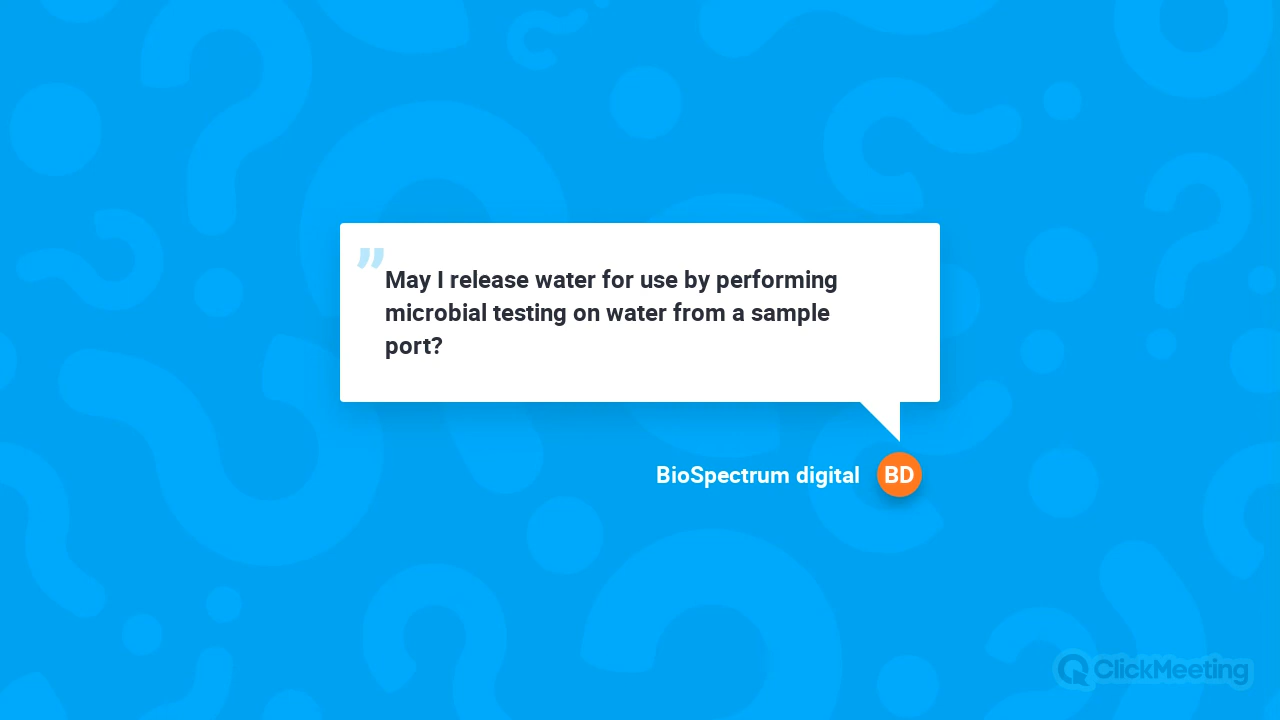 May I release water for use by performing
microbial testing on water from a sample
port?
BioSpectrum digital
BD
ClickMeeting